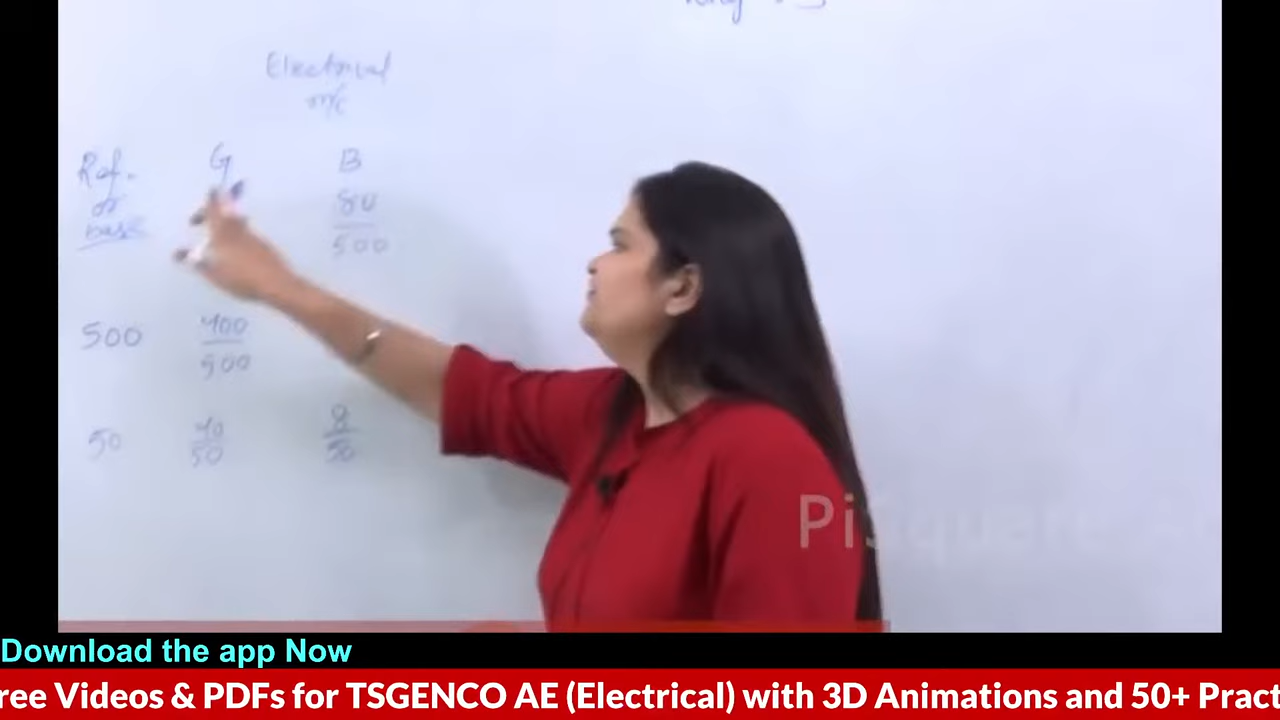 Electrical
m/c
Ref. G B
or
base
80
500
500 400
500
50 40
50
8
50
PiSquare
Download the app Now
ree Videos & PDFs for TSGENCO AE (Electrical) with 3D Animations and 50+ Pract